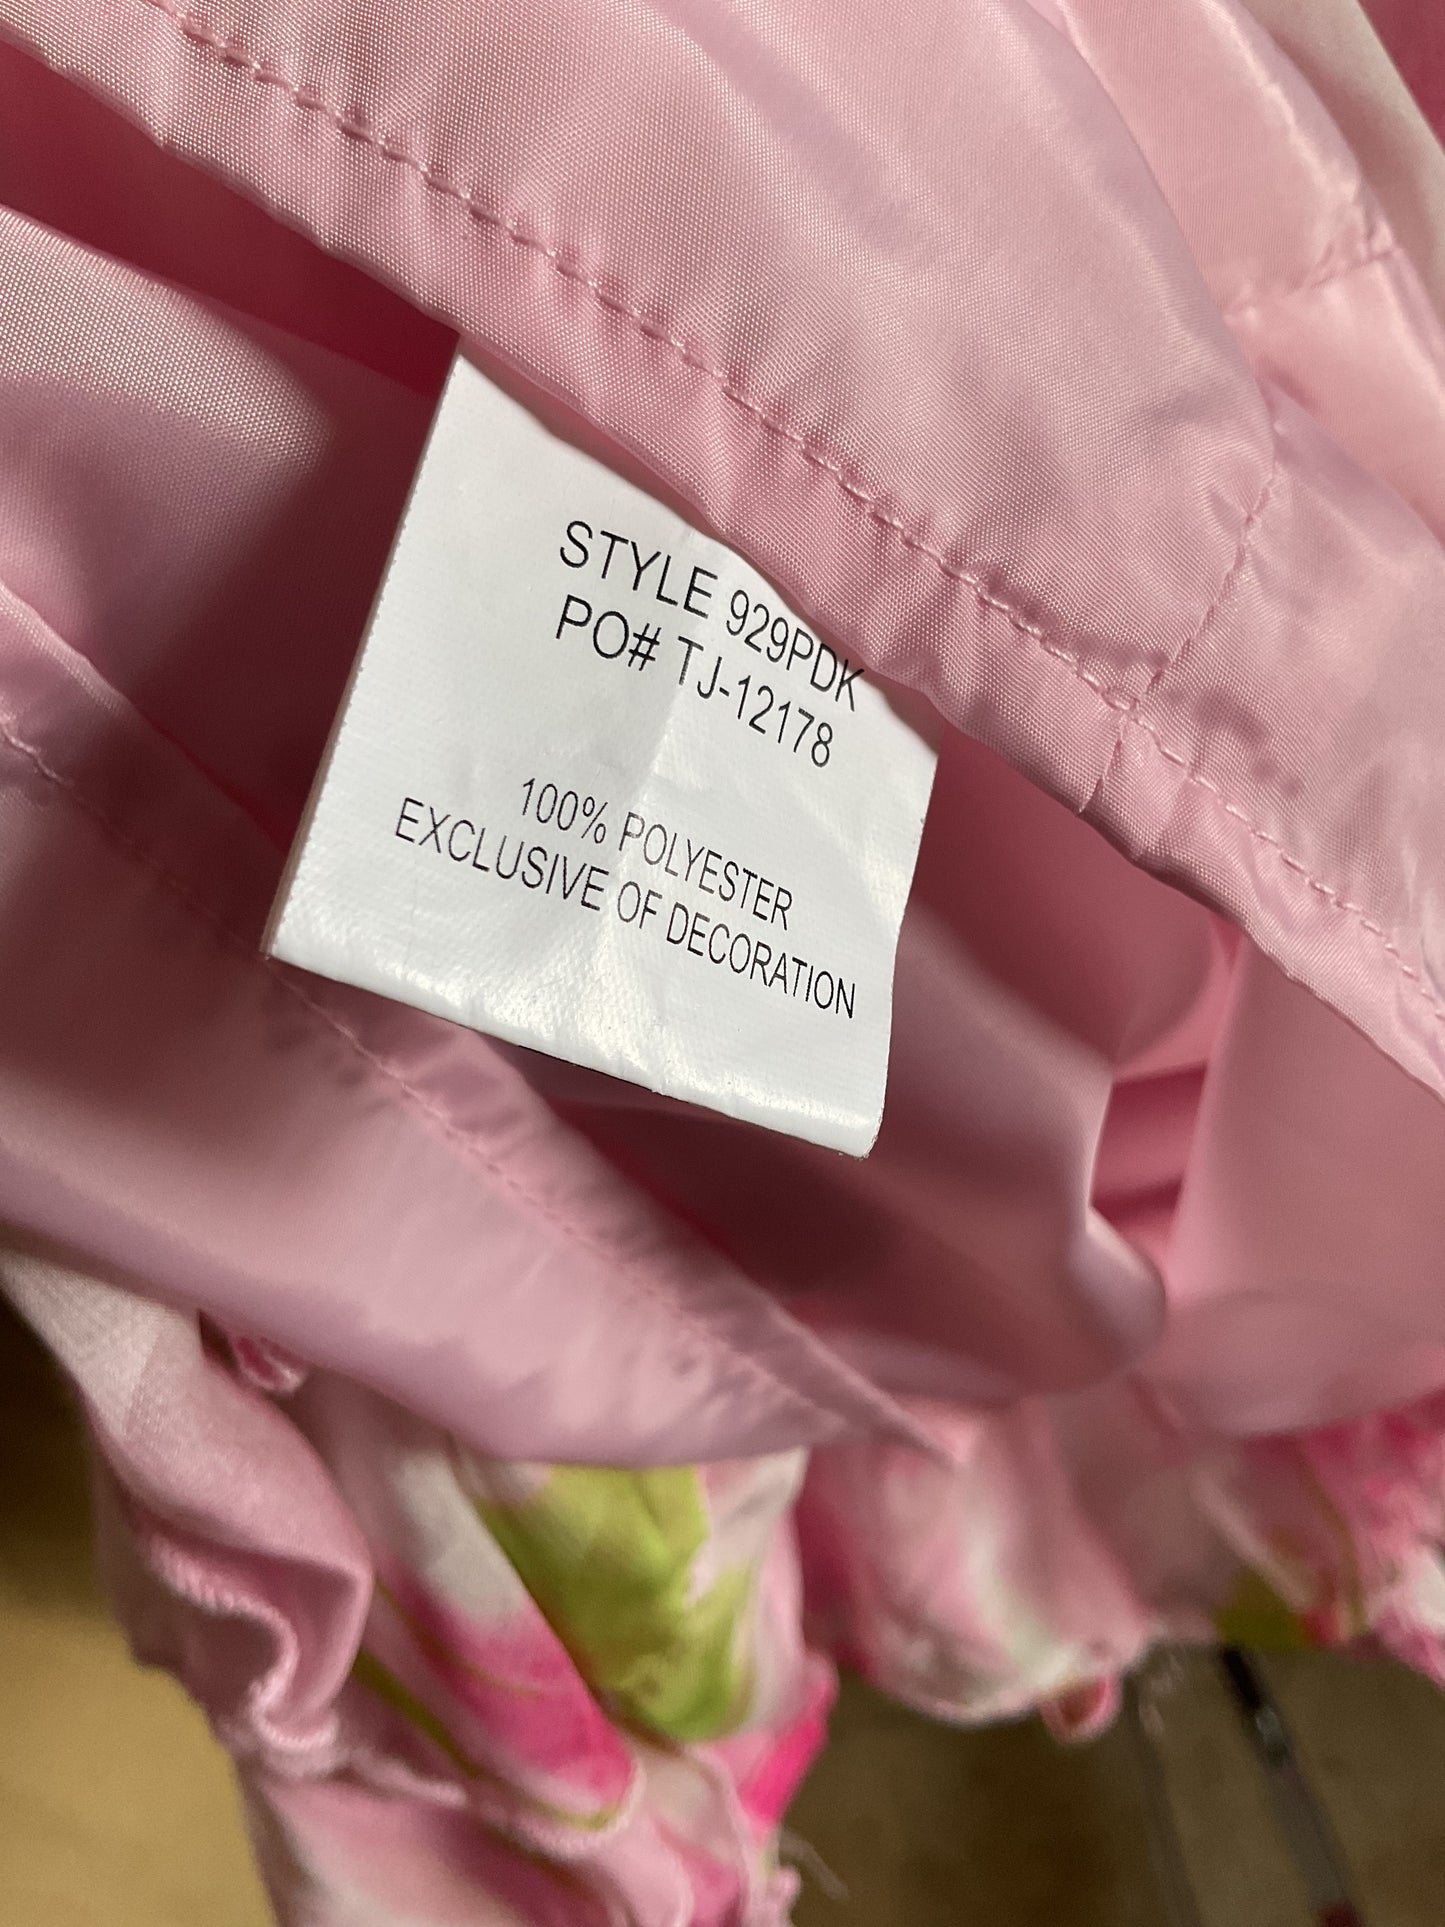 STYLE 929PDK
PO# TJ-12178
100% POLYESTER
EXCLUSIVE OF DECORATION